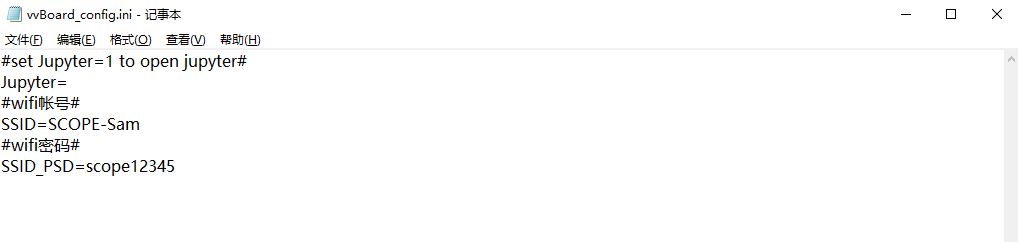 vvBoard_config.ini - 记事本
文件(F) 编辑(E) 格式(O) 查看(V) 帮助(H)
#set Jupyter=1 to open jupyter#
Jupyter=
#wifi帐号#
SSID=SCOPE-Sam
#wifi密码#
SSID_PSD=scope12345